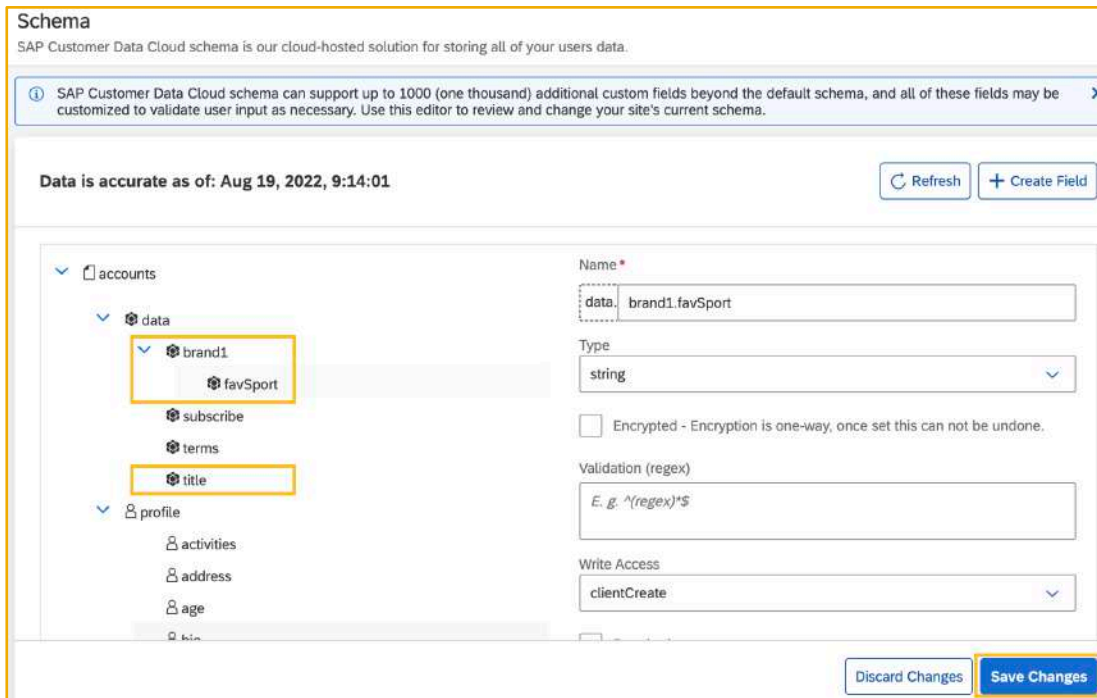 Schema
SAP Customer Data Cloud schema is our cloud-hosted solution for storing all of your users data.
SAP Customer Data Cloud schema can support up to 1000 (one thousand) additional custom fields beyond the default schema, and all of these fields may be
customized to validate user input as necessary. Use this editor to review and change your site's current schema.
Data is accurate as of: Aug 19, 2022, 9:14:01
Refresh
+ Create Field
accounts
data
brand1
favSport
subscribe
terms
title
profile
activities
address
age
Name*
data. brand1.favSport
Type
string
Encrypted - Encryption is one-way, once set this can not be undone.
Validation (regex)
E. g. ^(regex)*$
Write Access
clientCreate
Discard Changes
Save Changes